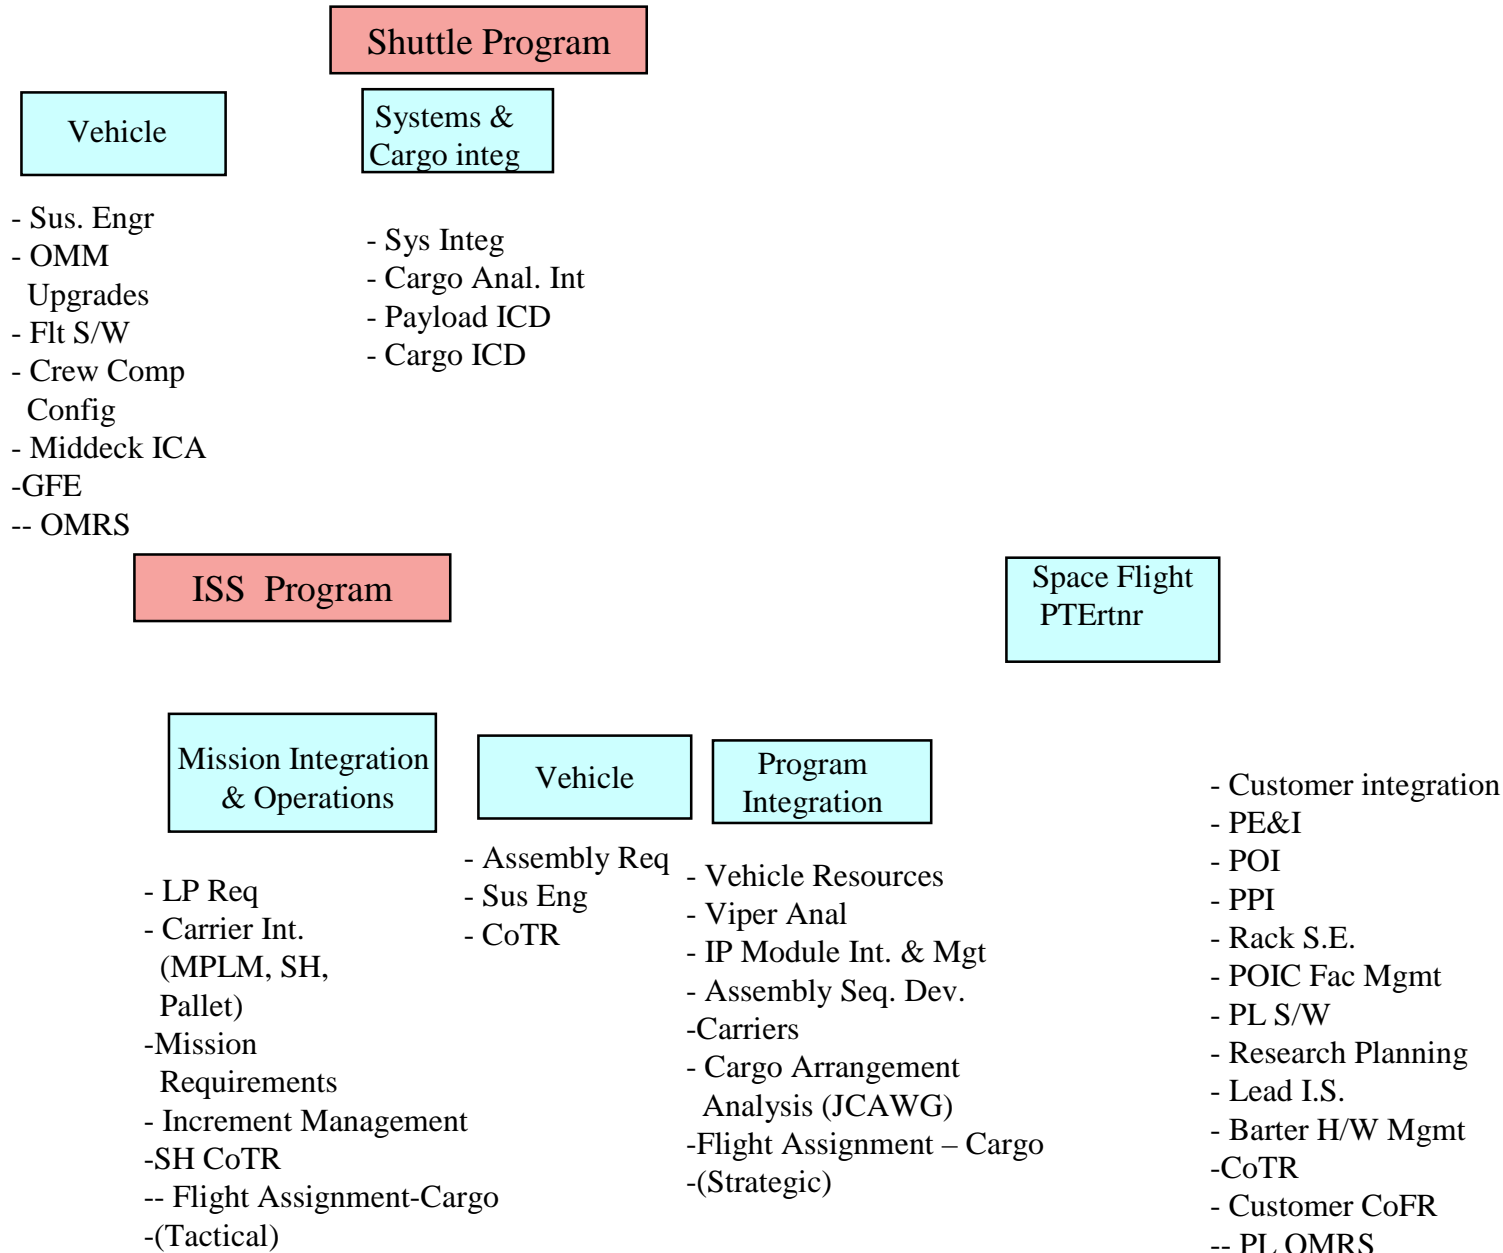 Shuttle Program
Vehicle
Systems &
Cargo integ
- Sus. Engr
- OMM
Upgrades
- Flt S/W
- Crew Comp
Config
- Middeck ICA
-GFE
-- OMRS
- Sys Integ
- Cargo Anal. Int
- Payload ICD
- Cargo ICD
ISS  Program
Space Flight
PTErtnr
Mission Integration
& Operations
Vehicle
Program
Integration
- LP Req
- Carrier Int.
(MPLM, SH,
Pallet)
-Mission
Requirements
- Increment Management
-SH CoTR
-- Flight Assignment-Cargo
-(Tactical)
- Assembly Req
- Sus Eng
- CoTR
- Vehicle Resources
- Viper Anal
- IP Module Int. & Mgt
- Assembly Seq. Dev.
-Carriers
- Cargo Arrangement
Analysis (JCAWG)
-Flight Assignment – Cargo
-(Strategic)
- Customer integration
- PE&I
- POI
- PPI
- Rack S.E.
- POIC Fac Mgmt
- PL S/W
- Research Planning
- Lead I.S.
- Barter H/W Mgmt
-CoTR
- Customer CoFR
-- PL OMRS